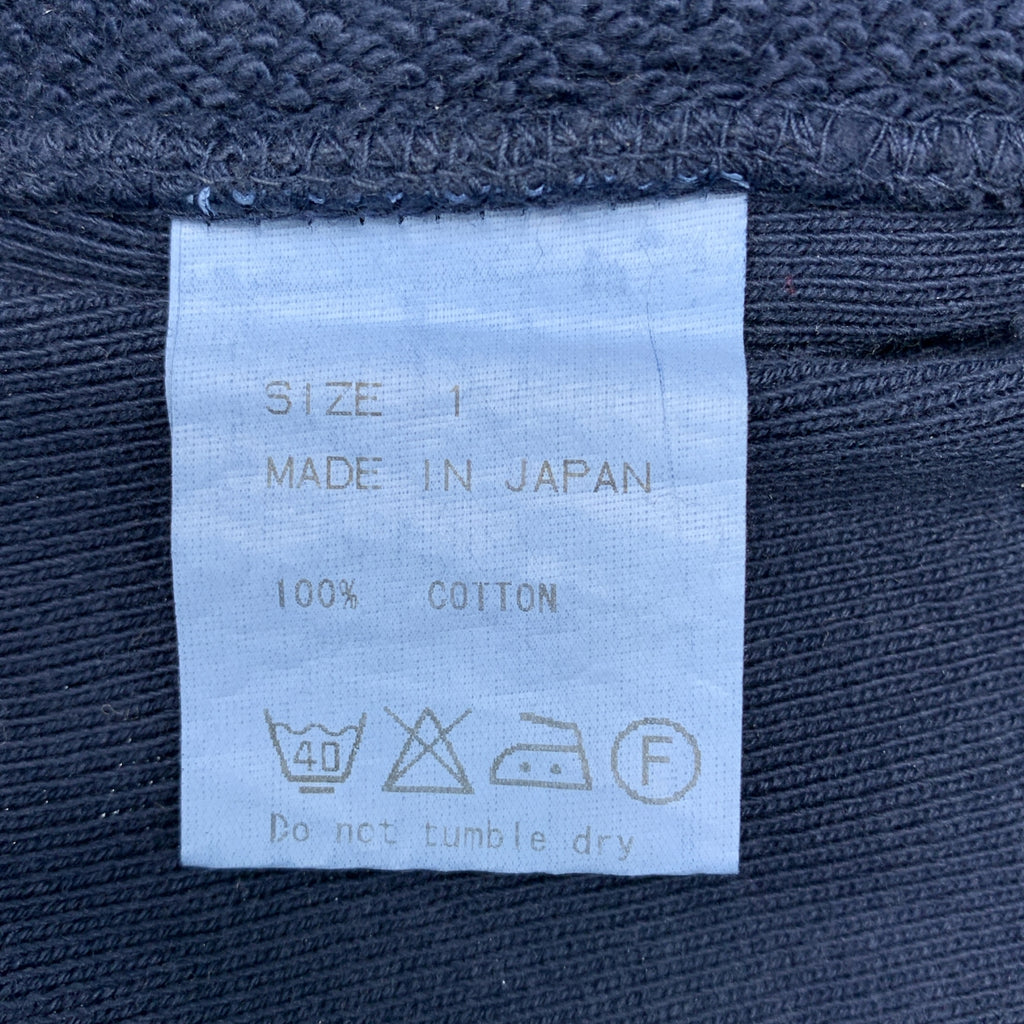 SIZE 1
MADE IN JAPAN
100% COTTON
40 F
Do not tumble dry